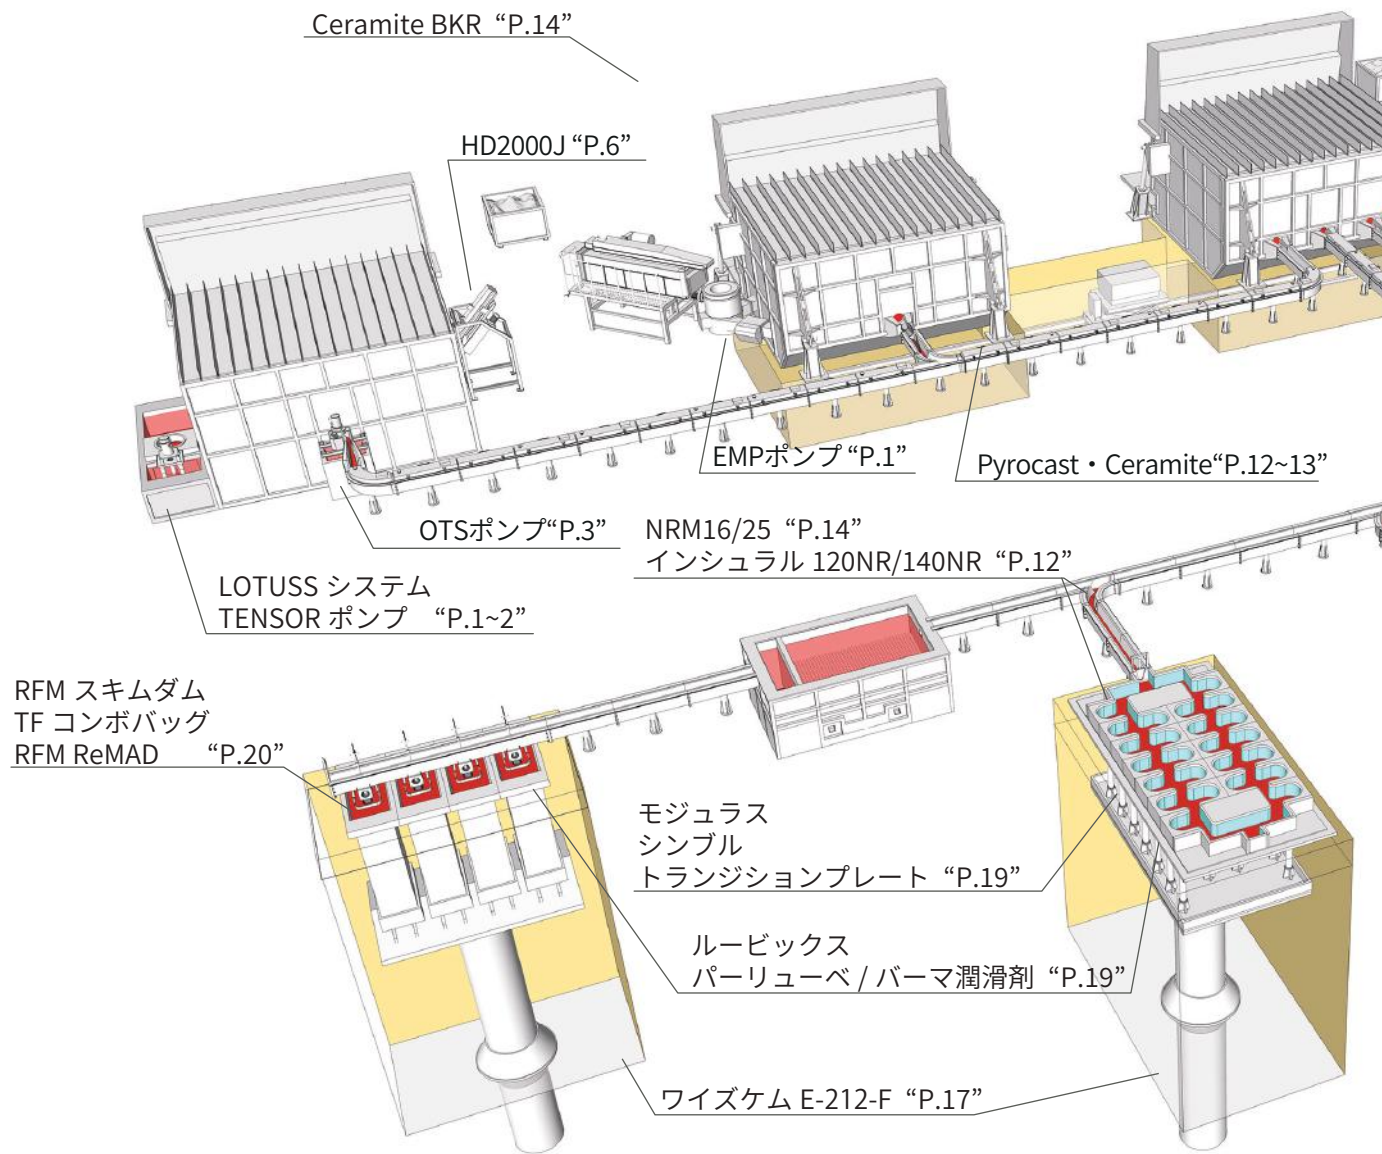 Ceramite BKR “P.14”
HD2000J “P.6”
EMPポンプ “P.1”
Pyrocast・Ceramite“P.12~13”
OTSポンプ“P.3”
NRM16/25 “P.14”
インシュラル 120NR/140NR “P.12”
LOTUSS システム
TENSOR ポンプ “P.1~2”
RFM スキムダム
TF コンボバッグ
RFM ReMAD “P.20”
モジュラス
シンブル
トランジションプレート “P.19”
ルービックス
パーリューべ / バーマ潤滑剤 “P.19”
ワイズケム E-212-F “P.17”